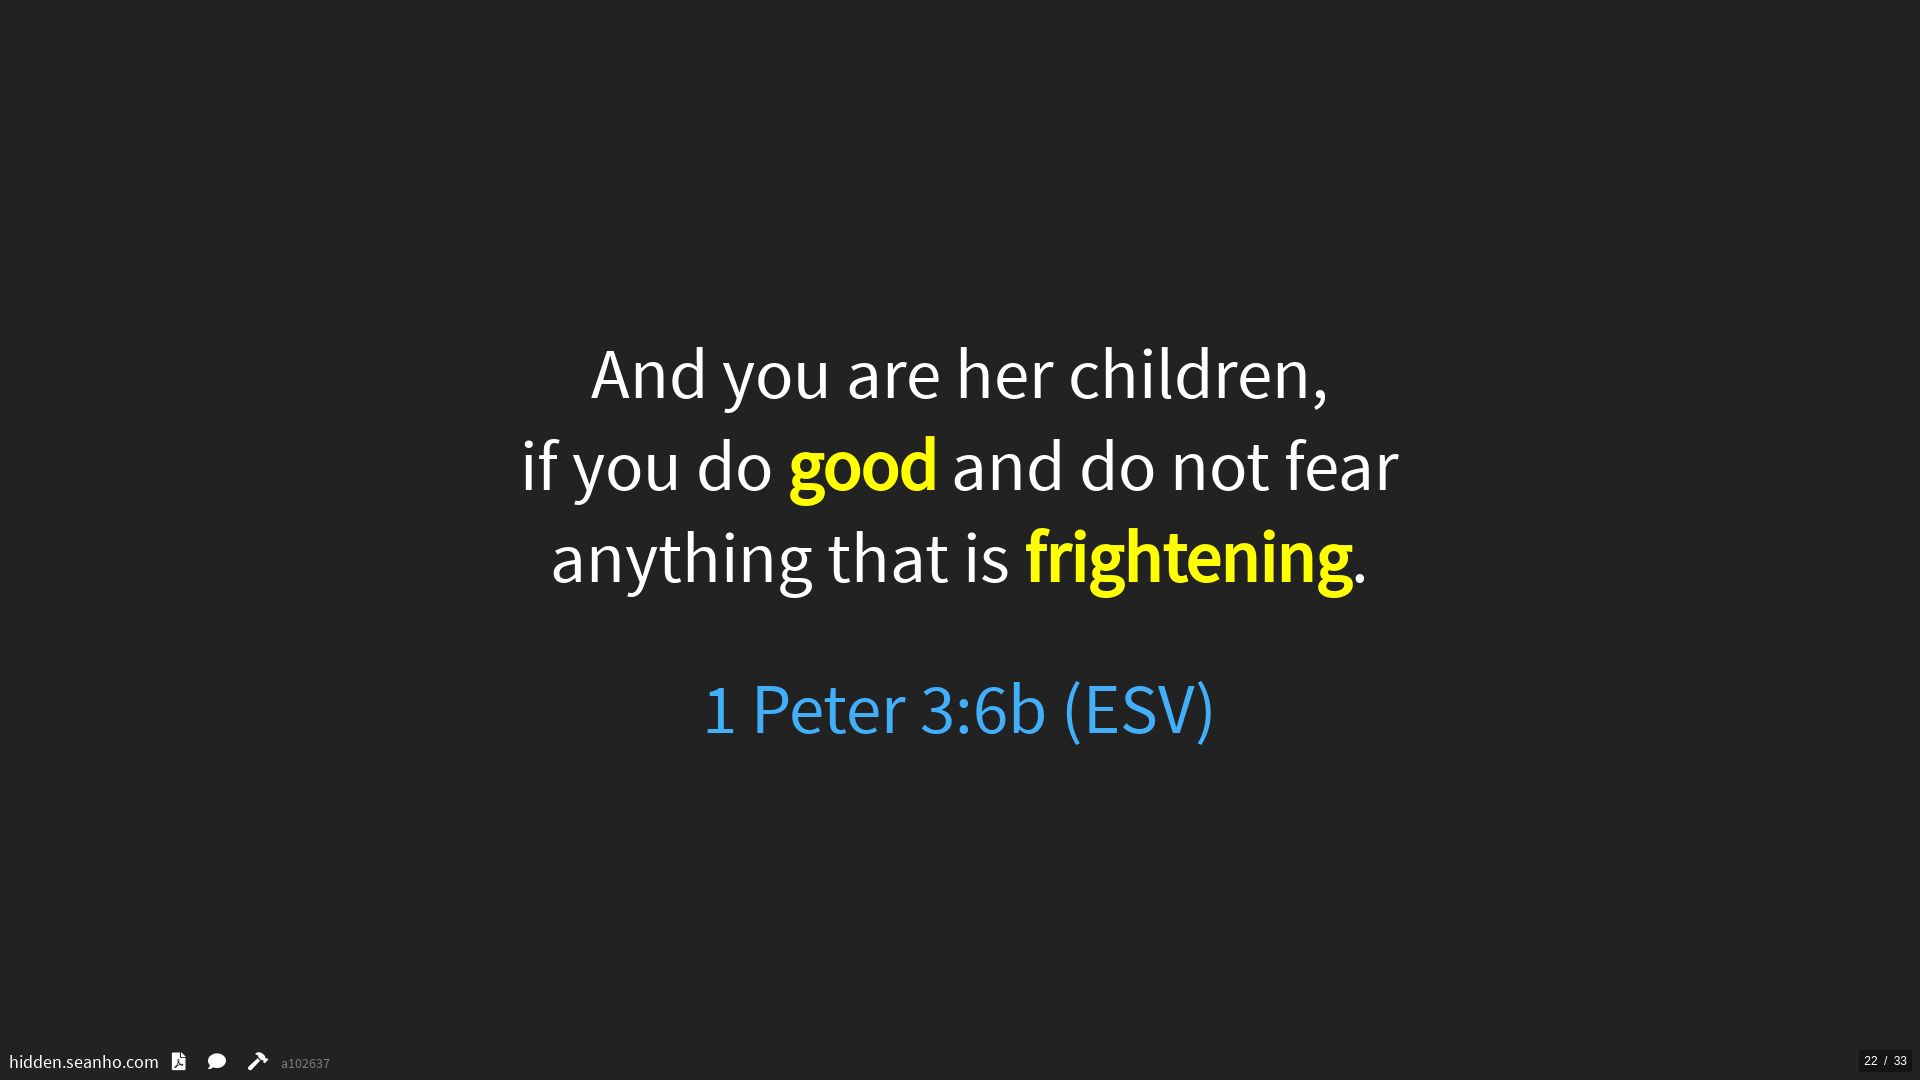 And you are her children,
if you do good and do not fear
anything that is frightening.
1 Peter 3:6b (ESV)
hidden.seanho.com a102637
22 / 33